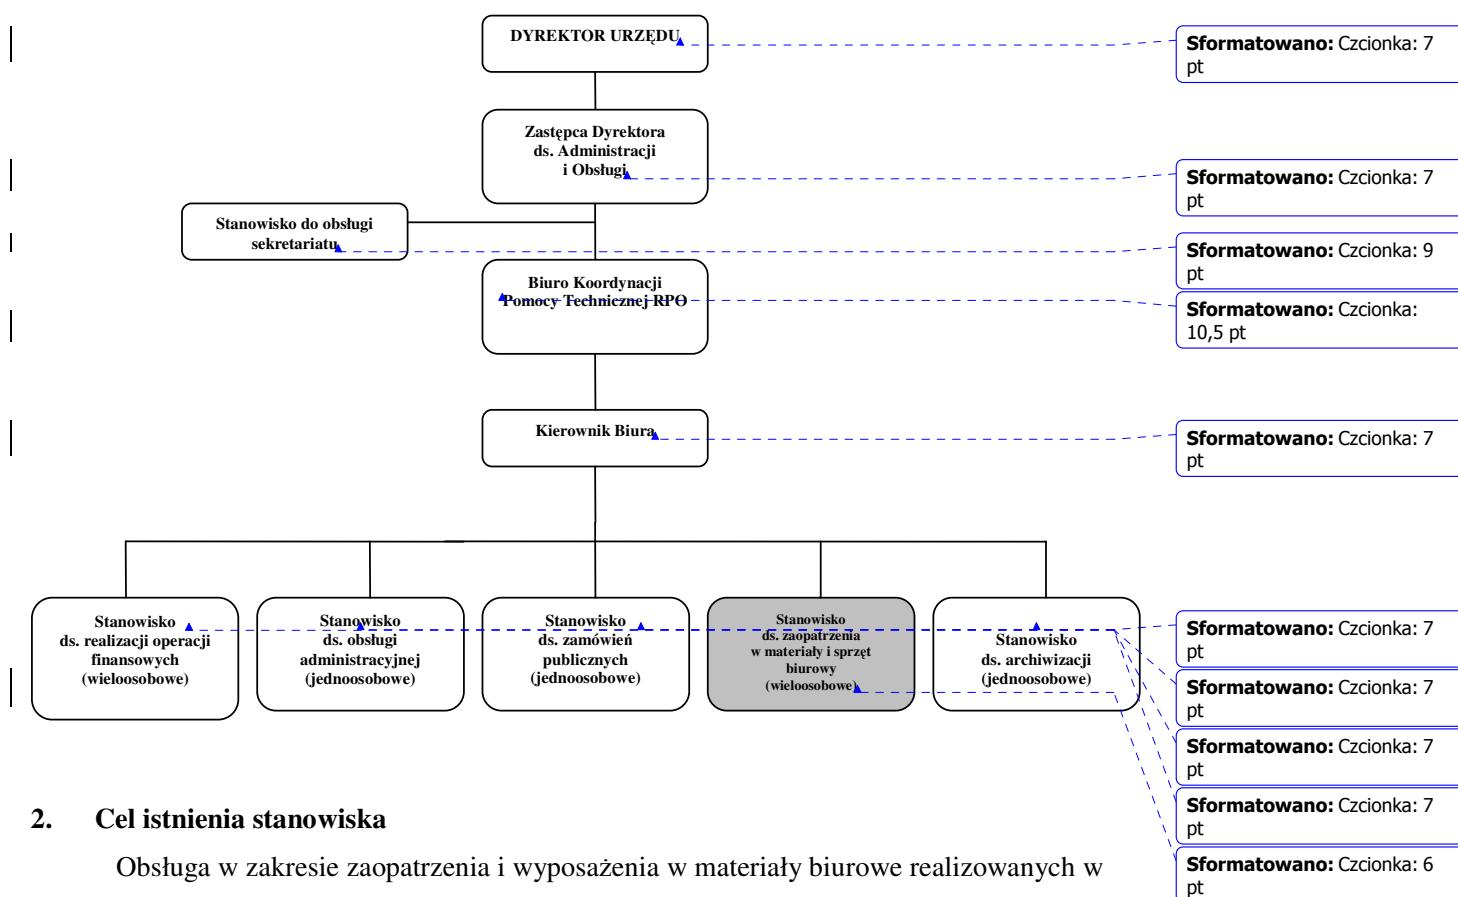 DYREKTOR URZĘDU
Sformatowano: Czcionka: 7
pt
Zastępca Dyrektora
ds. Administracji
i Obsługi
Sformatowano: Czcionka: 7
pt
Stanowisko do obsługi
sekretariatu
Sformatowano: Czcionka: 9
pt
Biuro Koordynacji
Pomocy Technicznej RPO
Sformatowano: Czcionka:
10,5 pt
Kierownik Biura
Sformatowano: Czcionka: 7
pt
Stanowisko
ds. realizacji operacji
finansowych
(wieloosobowe)
Stanowisko
ds. obsługi
administracyjnej
(jednoosobowe)
Stanowisko
ds. zamówień
publicznych
(jednoosobowe)
Stanowisko
ds. zaopatrzenia
w materiały i sprzęt
biurowy
(wieloosobowe)
Stanowisko
ds. archiwizacji
(jednoosobowe)
Sformatowano: Czcionka: 7
pt
Sformatowano: Czcionka: 7
pt
Sformatowano: Czcionka: 7
pt
Sformatowano: Czcionka: 7
pt
Sformatowano: Czcionka: 6
pt
2. Cel istnienia stanowiska
Obsługa w zakresie zaopatrzenia i wyposażenia w materiały biurowe realizowanych w